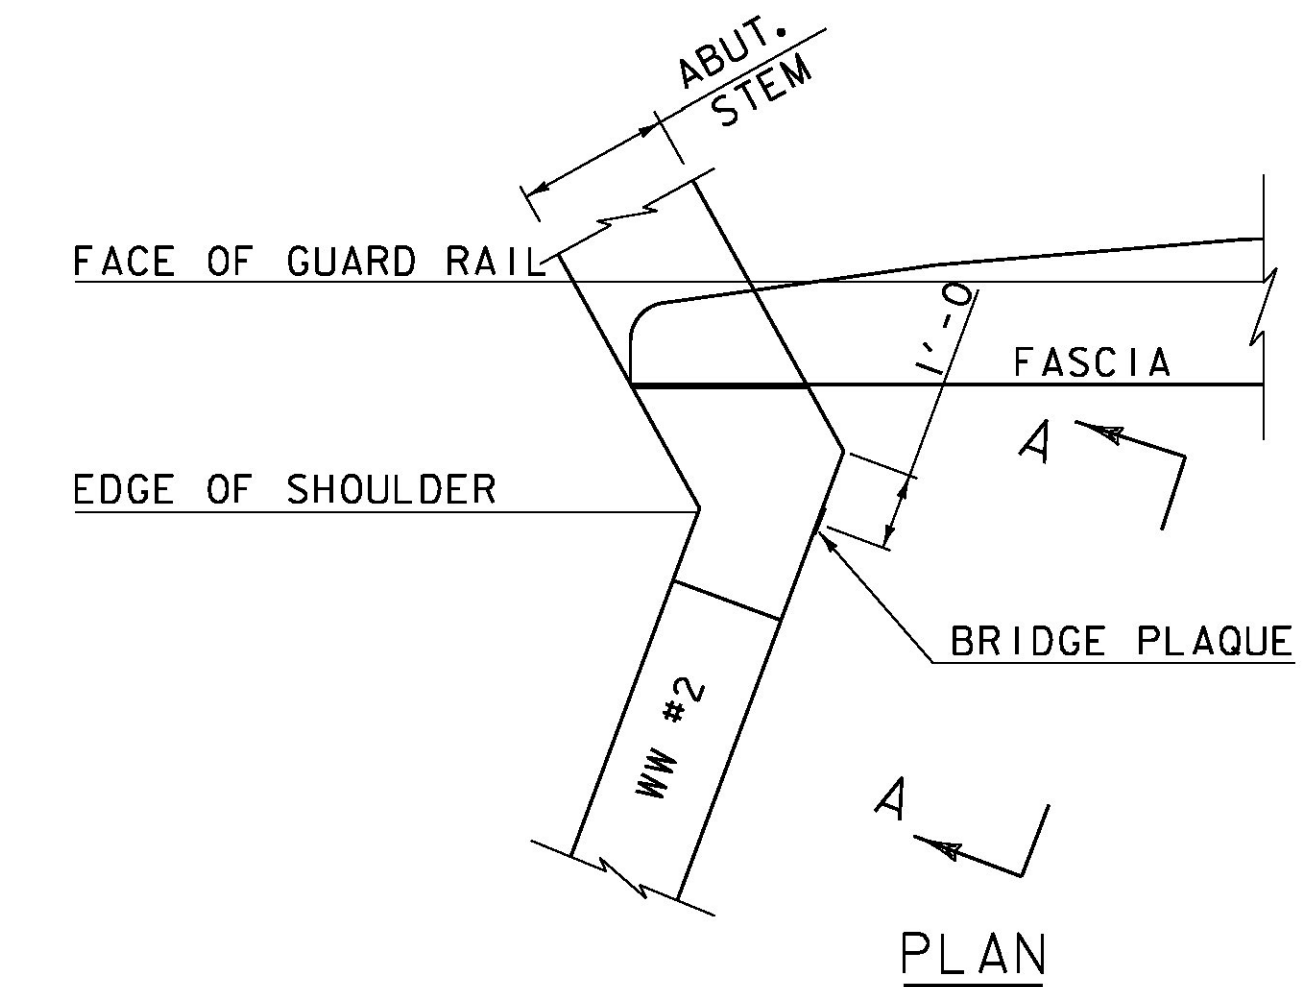 ABUT.
STEM
FACE OF GUARD RAIL
1'-0
FASCIA
A
EDGE OF SHOULDER
BRIDGE PLAQUE
WW #2
A
PLAN